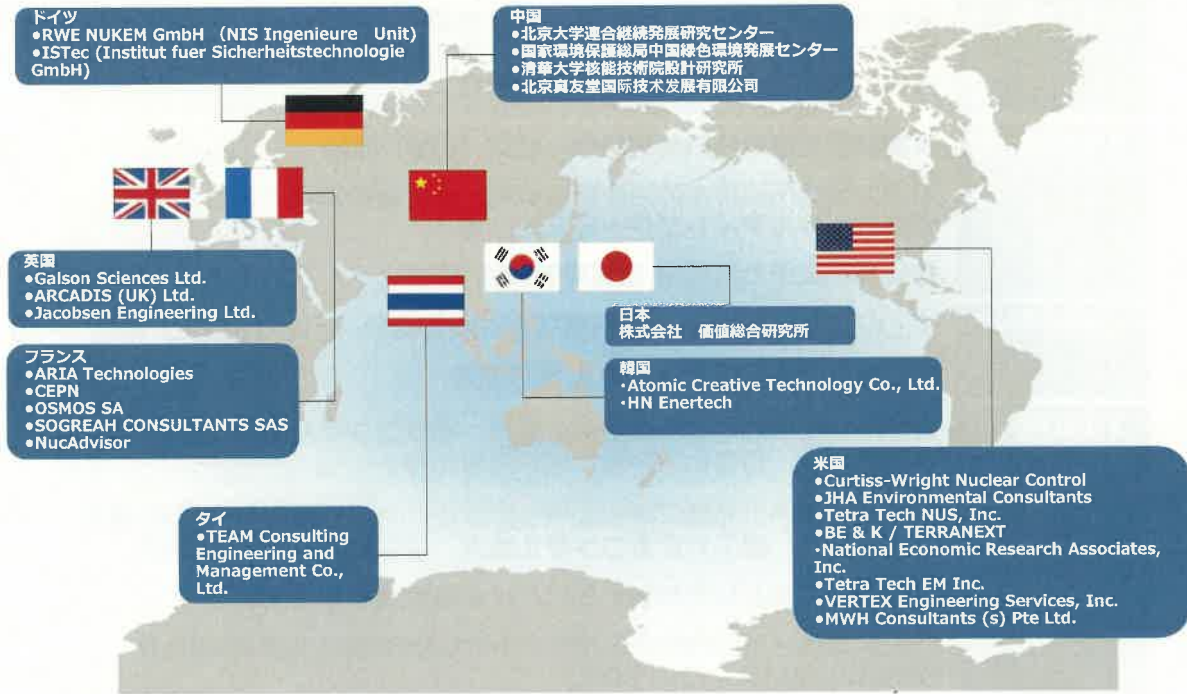 ドイツ
●RWE NUKEM GmbH （NIS Ingenieure Unit)
●ISTec (Institut fuer Sicherheitstechnologie
GmbH)
中国
●北京大学連合継続発展研究センター
●国家環境保護総局中国緑色環境発展センター
●清華大学核能技術院設計研究所
●北京真友堂国际技术发展有限公司
英国
●Galson Sciences Ltd.
●ARCADIS (UK) Ltd.
●Jacobsen Engineering Ltd.
フランス
●ARIA Technologies
●CEPN
●OSMOS SA
●SOGREAH CONSULTANTS SAS
●NucAdvisor
日本
株式会社　価値総合研究所
韓国
・Atomic Creative Technology Co., Ltd.
・HN Enertech
タイ
●TEAM Consulting
Engineering and
Management Co.,
Ltd.
米国
●Curtiss-Wright Nuclear Control
●JHA Environmental Consultants
●Tetra Tech NUS, Inc.
●BE & K / TERRANEXT
・National Economic Research Associates,
Inc.
●Tetra Tech EM Inc.
●VERTEX Engineering Services, Inc.
●MWH Consultants (s) Pte Ltd.